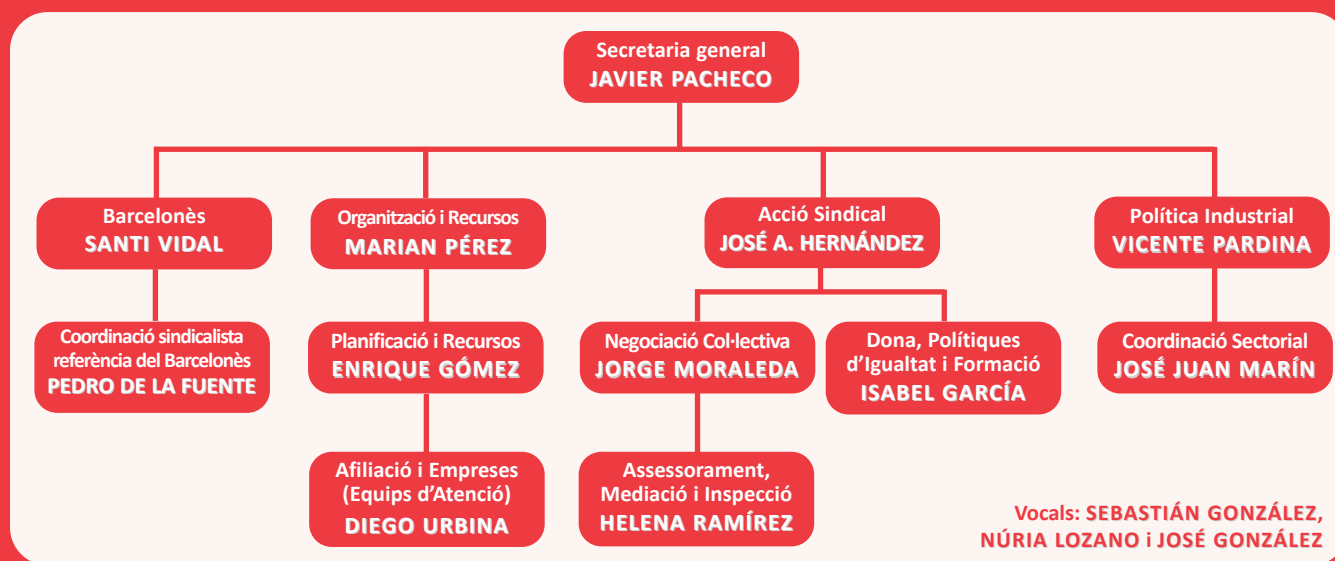 Secretaria general
JAVIER PACHECO
Barcelonès
SANTI VIDAL
Organització i Recursos
MARIAN PÉREZ
Acció Sindical
JOSÉ A. HERNÁNDEZ
Política Industrial
VICENTE PARDINA
Coordinació sindicalista
referència del Barcelonès
PEDRO DE LA FUENTE
Planificació i Recursos
ENRIQUE GÓMEZ
Negociació Col·lectiva
JORGE MORALEDA
Dona, Polítiques
d’Igualtat i Formació
ISABEL GARCÍA
Coordinació Sectorial
JOSÉ JUAN MARÍN
Afiliació i Empreses
(Equips d’Atenció)
DIEGO URBINA
Assessorament,
Mediació i Inspecció
HELENA RAMÍREZ
Vocals: SEBASTIÁN GONZÁLEZ,
NÚRIA LOZANO i JOSÉ GONZÁLEZ